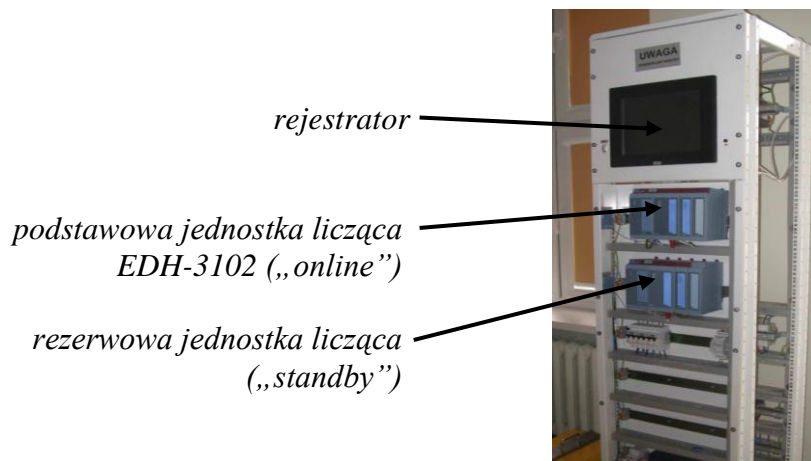 UWAGA
rejestrator
podstawowa jednostka licząca
EDH-3102 („online”)
rezerwowa jednostka licząca
(„standby”)